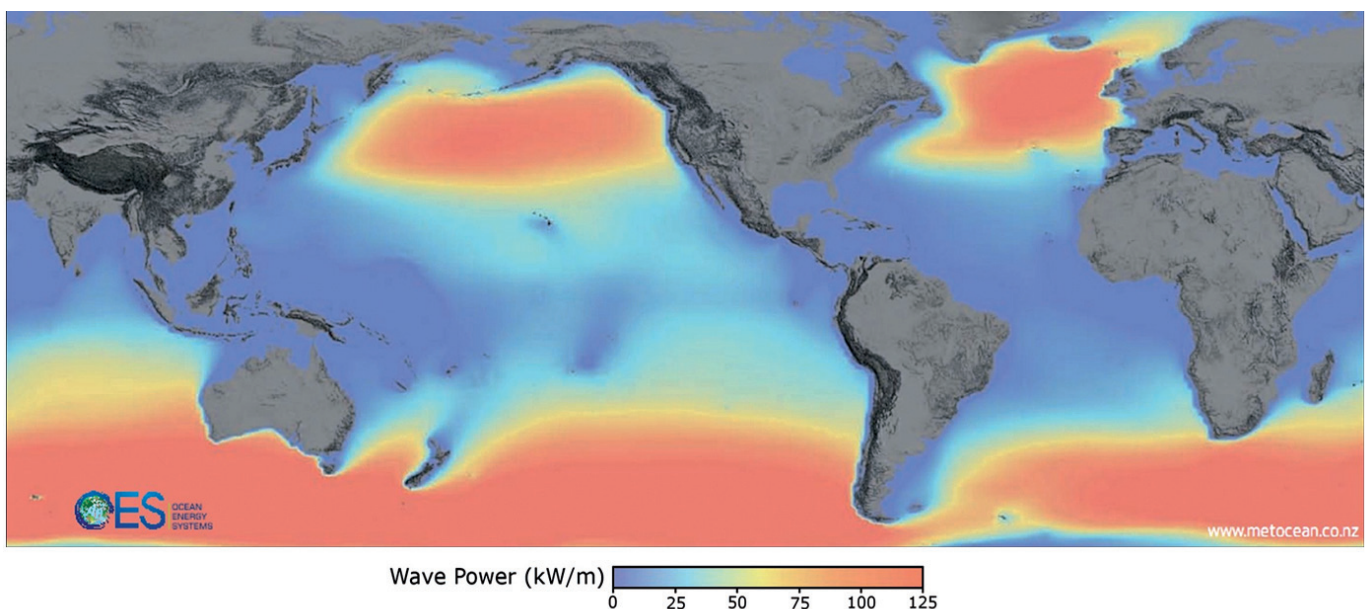 OES OCEAN
ENERGY
SYSTEMS
www.metocean.co.nz
Wave Power (kW/m)
0 25 50 75 100 125